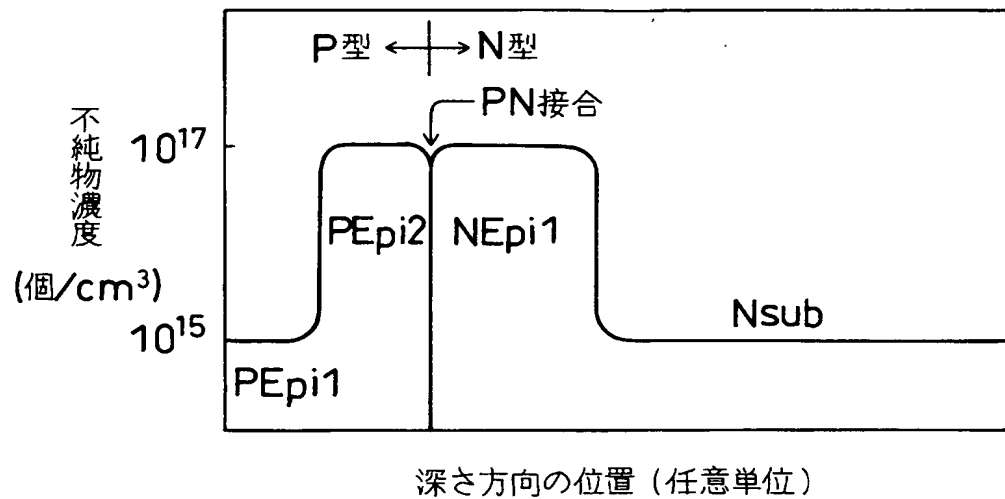 P型 ←→ N型
PN接合
不純物濃度
(個/cm³)
10¹⁷
10¹⁵
PEpi2
NEpi1
Nsub
PEpi1
深さ方向の位置(任意単位)